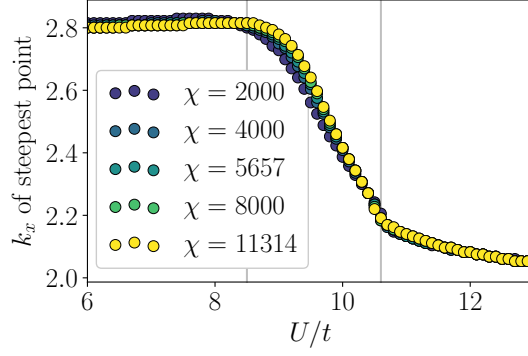 2.8
2.6
2.4
2.2
2.0
k_x of steepest point
χ = 2000
χ = 4000
χ = 5657
χ = 8000
χ = 11314
6 8 10 12
U/t